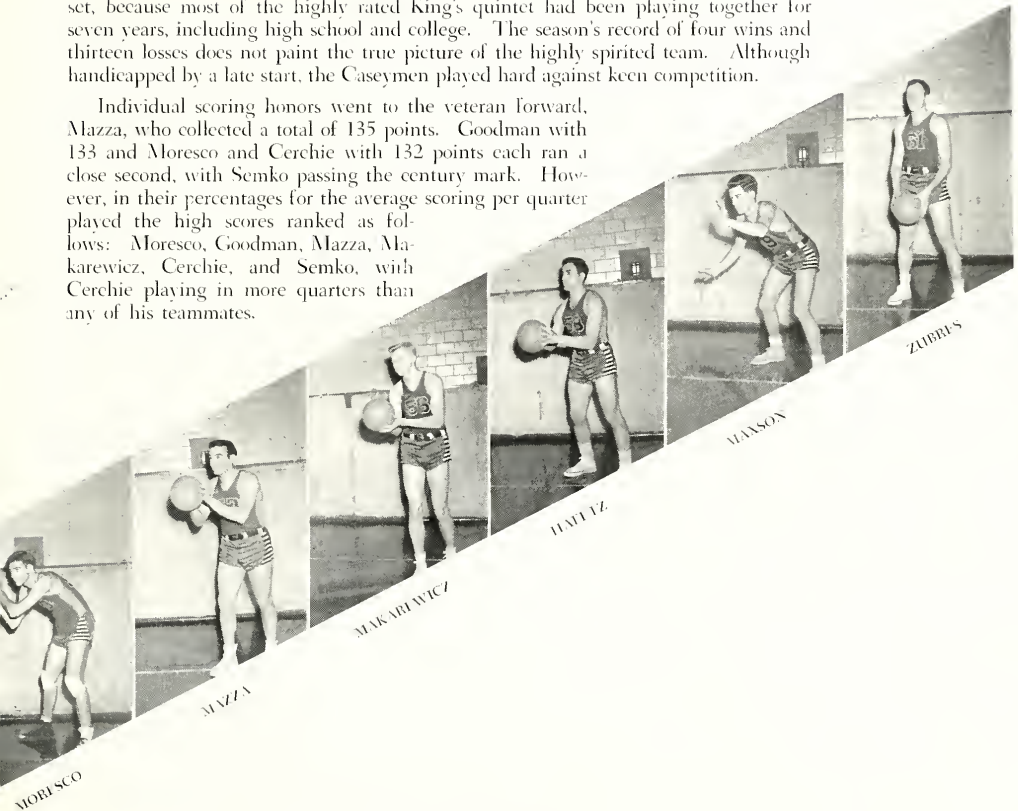 set, because most of the highly rated King's quintet had been playing together for
seven years, including high school and college. The season's record of four wins and
thirteen losses does not paint the true picture of the highly spirited team. Although
handicapped by a late start, the Caseymen played hard against keen competition.
Individual scoring honors went to the veteran forward,
Mazza, who collected a total of 135 points. Goodman with
133 and Moresco and Cerchie with 132 points each ran a
close second, with Semko passing the century mark. How-
ever, in their percentages for the average scoring per quarter
played the high scores ranked as fol-
lows: Moresco, Goodman, Mazza, Ma-
karewicz, Cerchie, and Semko, with
Cerchie playing in more quarters than
any of his teammates.
ZUBRES
MANSON
MAKAREWICZ
MAZZA
MORESCO